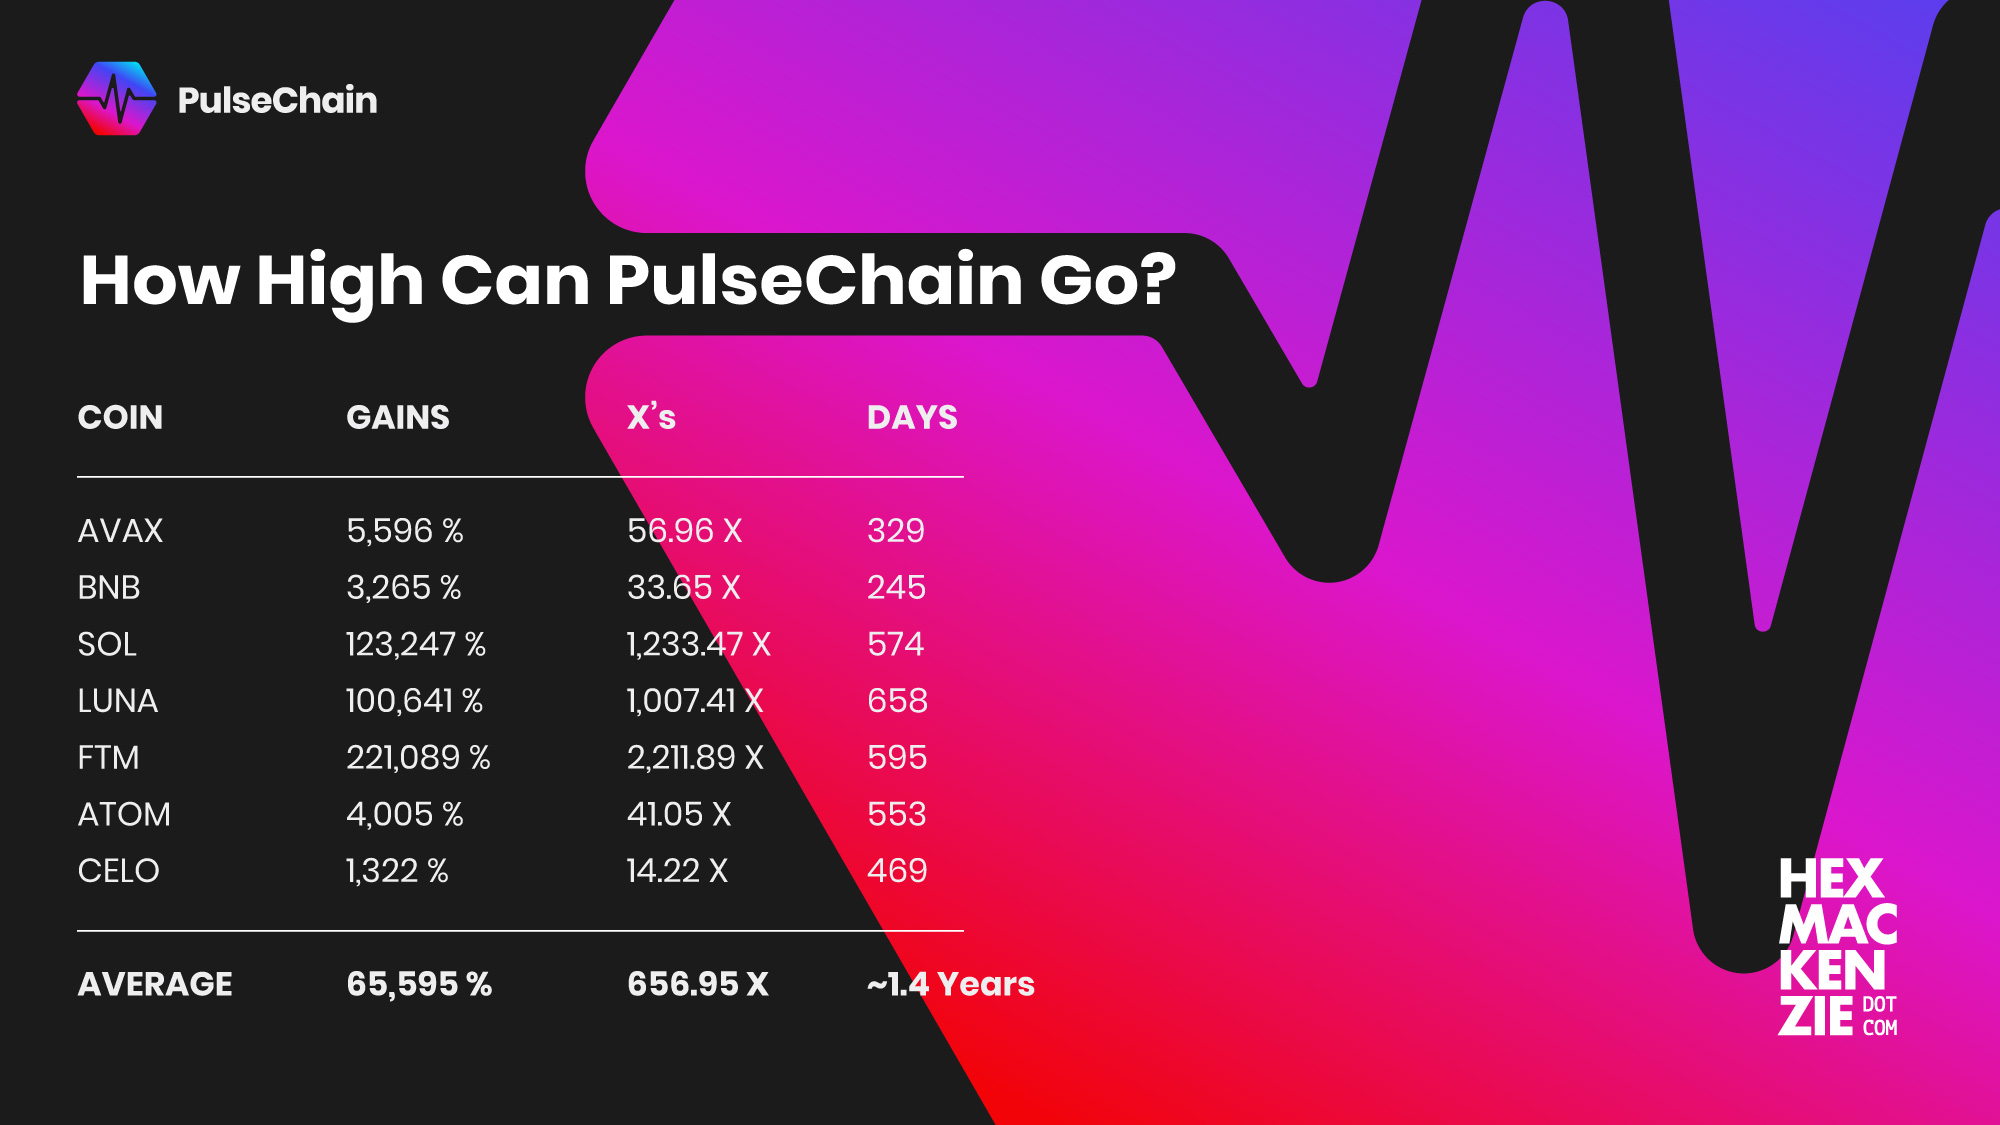 PulseChain
How High Can PulseChain Go?
COIN GAINS X’s DAYS
AVAX 5,596 % 56.96 X 329
BNB 3,265 % 33.65 X 245
SOL 123,247 % 1,233.47 X 574
LUNA 100,641 % 1,007.41 X 658
FTM 221,089 % 2,211.89 X 595
ATOM 4,005 % 41.05 X 553
CELO 1,322 % 14.22 X 469
AVERAGE 65,595 % 656.95 X ~1.4 Years
HEX
MAC
KEN
ZIE DOT
COM